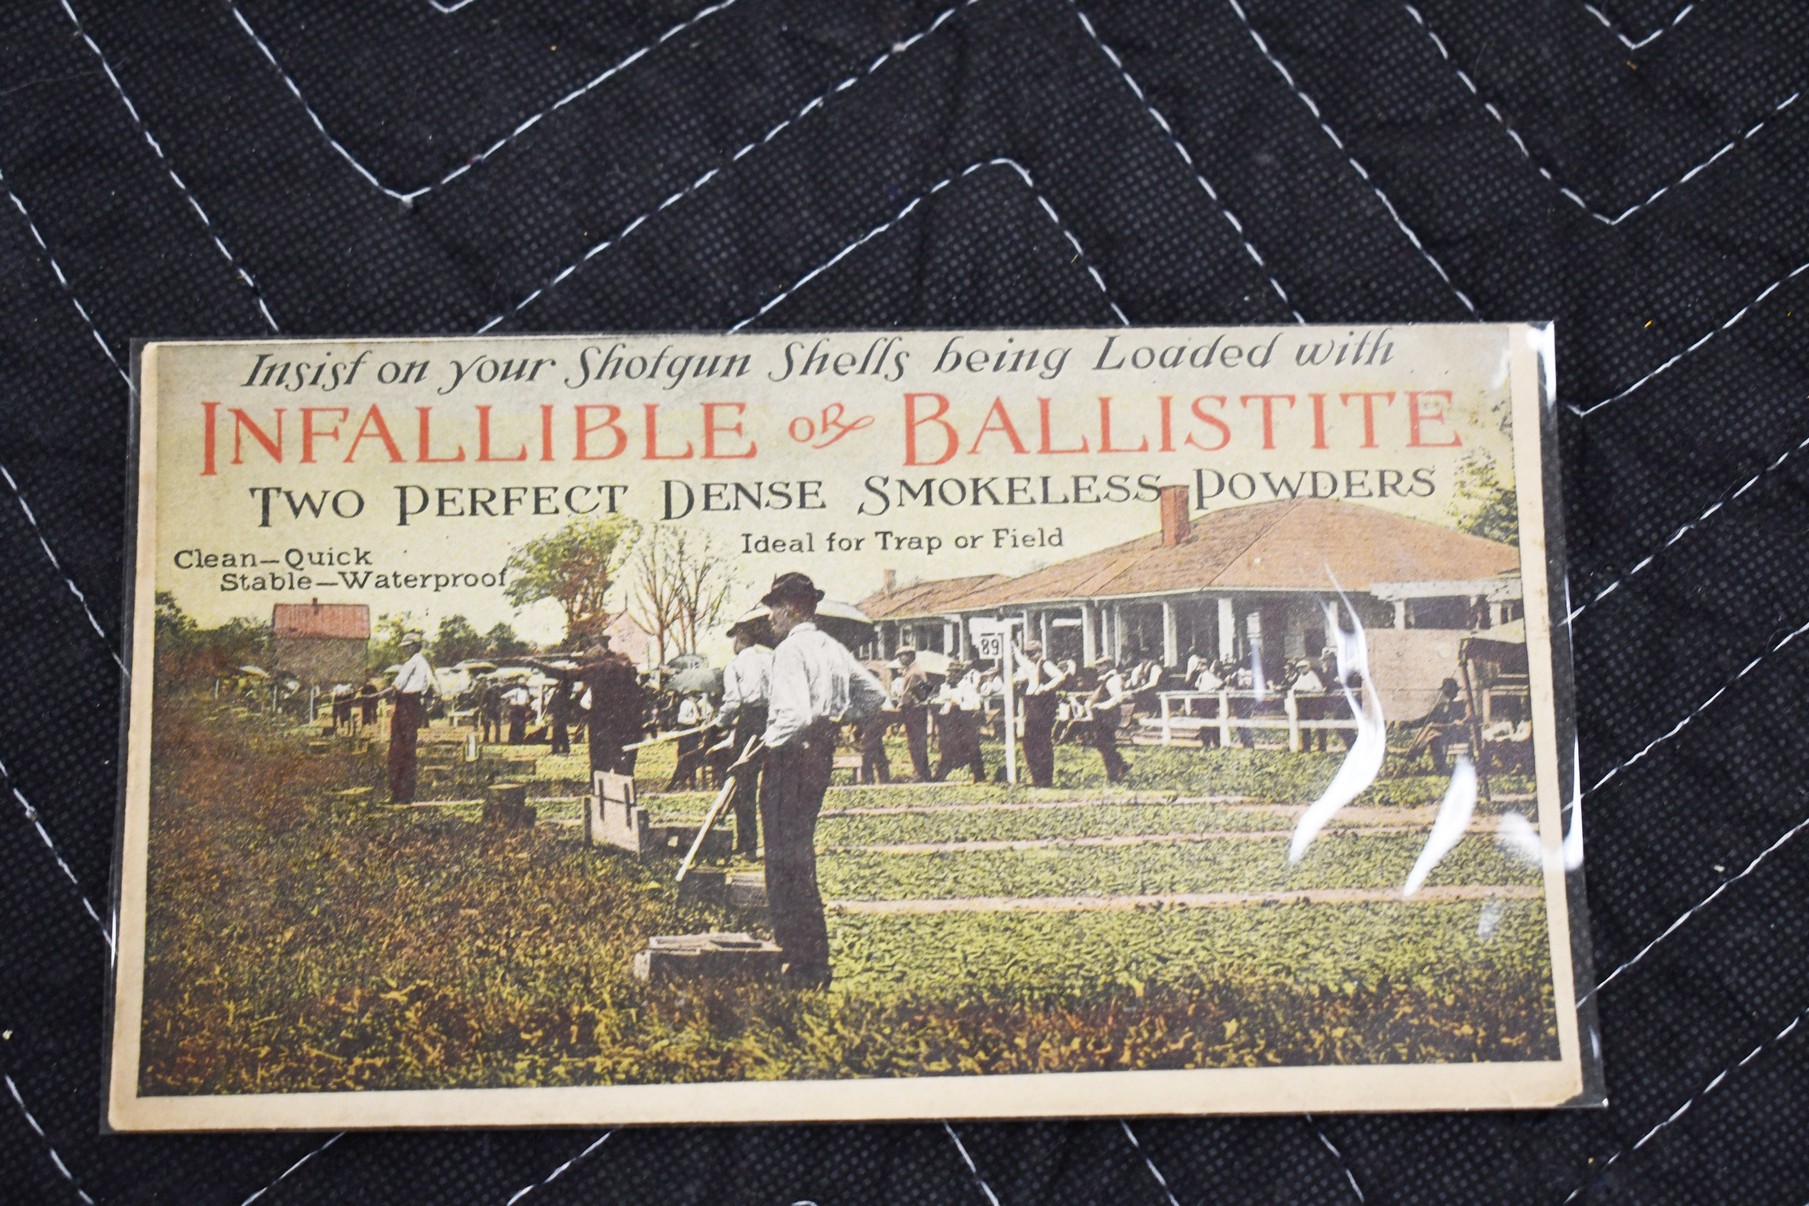 Insist on your Shotgun Shells being Loaded with
INFALLIBLE OR BALLISTITE
TWO PERFECT DENSE SMOKELESS POWDERS
Ideal for Trap or Field
Clean—Quick
Stable—Waterproof
89